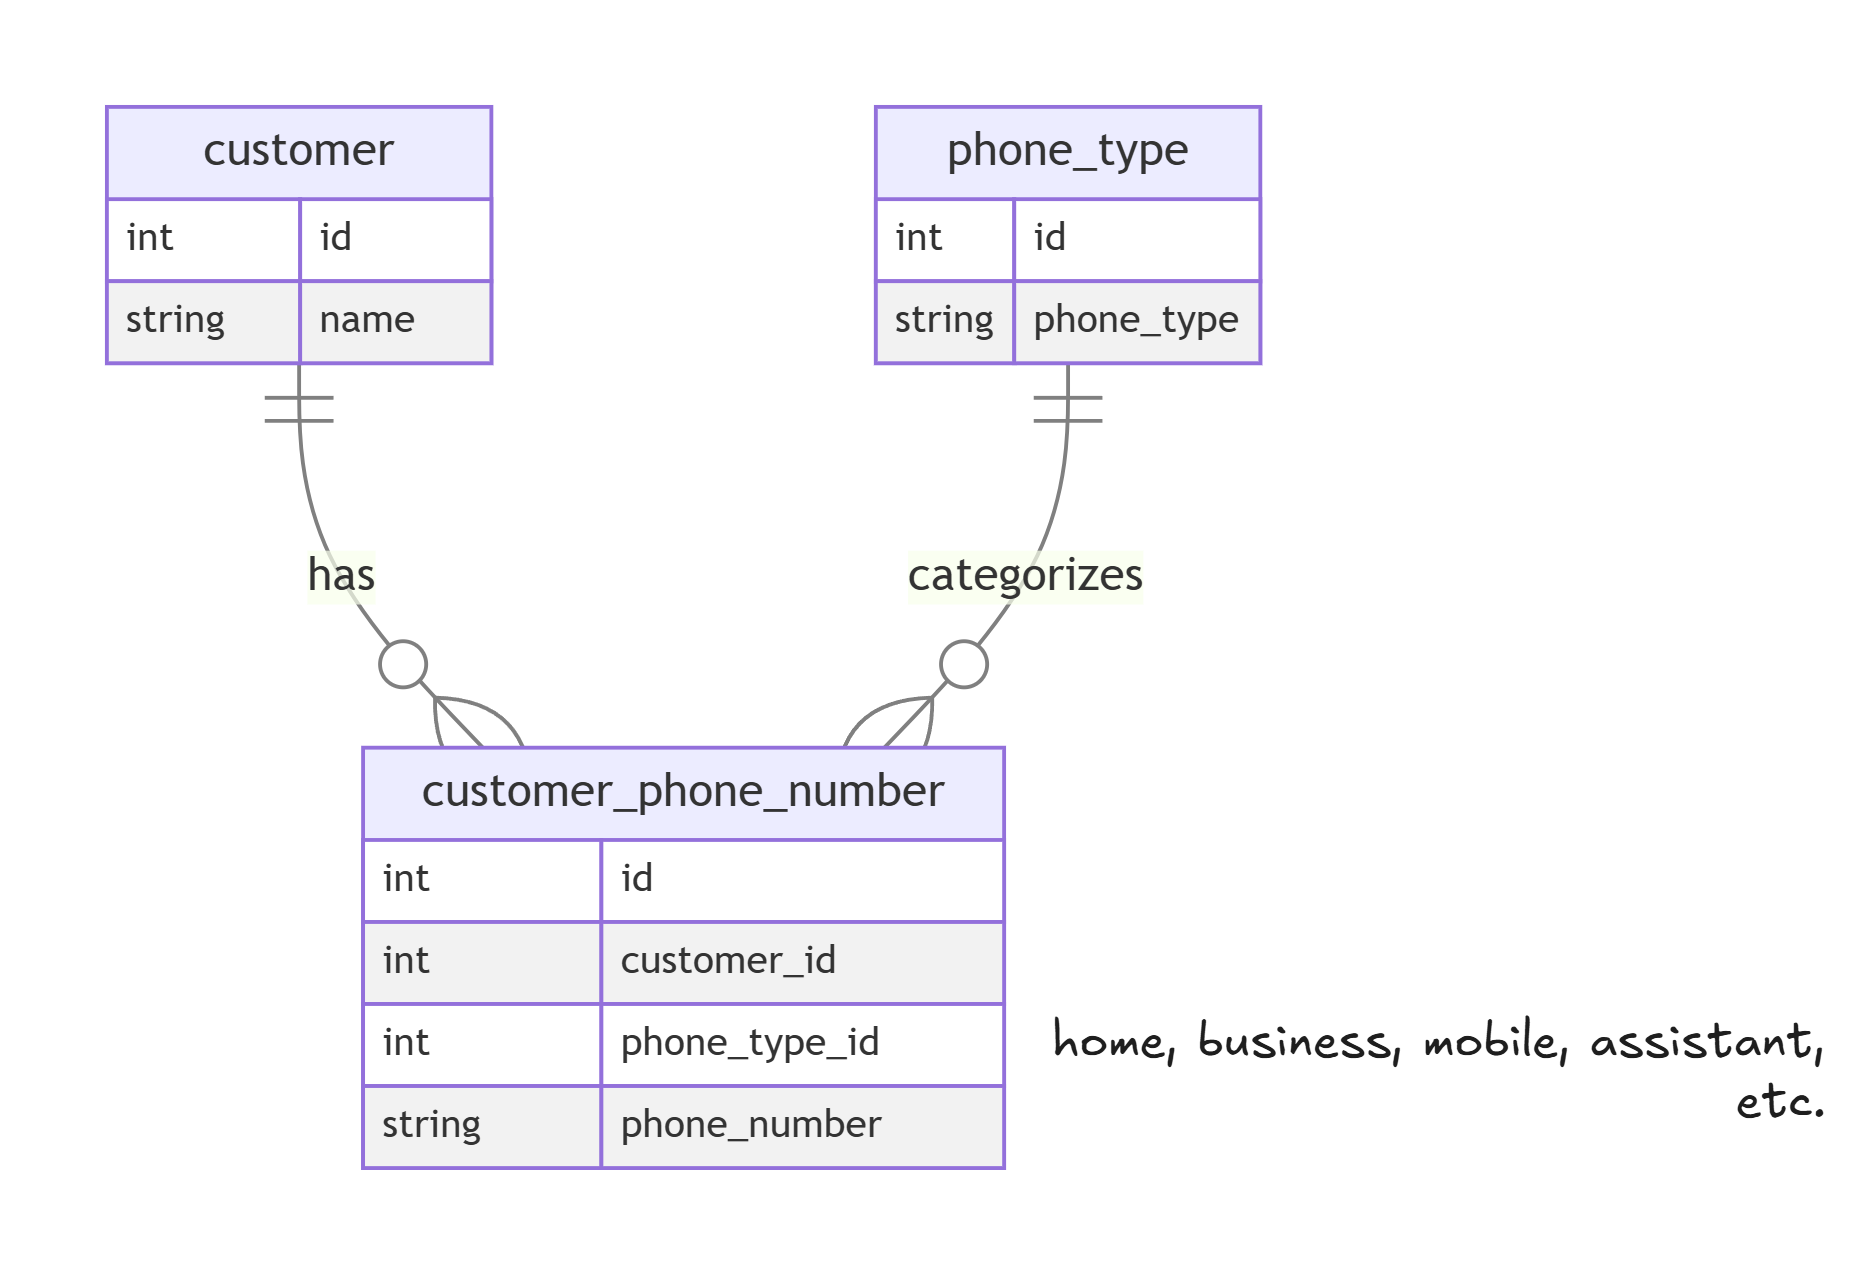 customer
int id
string name
phone_type
int id
string phone_type
has
categorizes
customer_phone_number
int id
int customer_id
int phone_type_id
string phone_number
home, business, mobile, assistant,
etc.